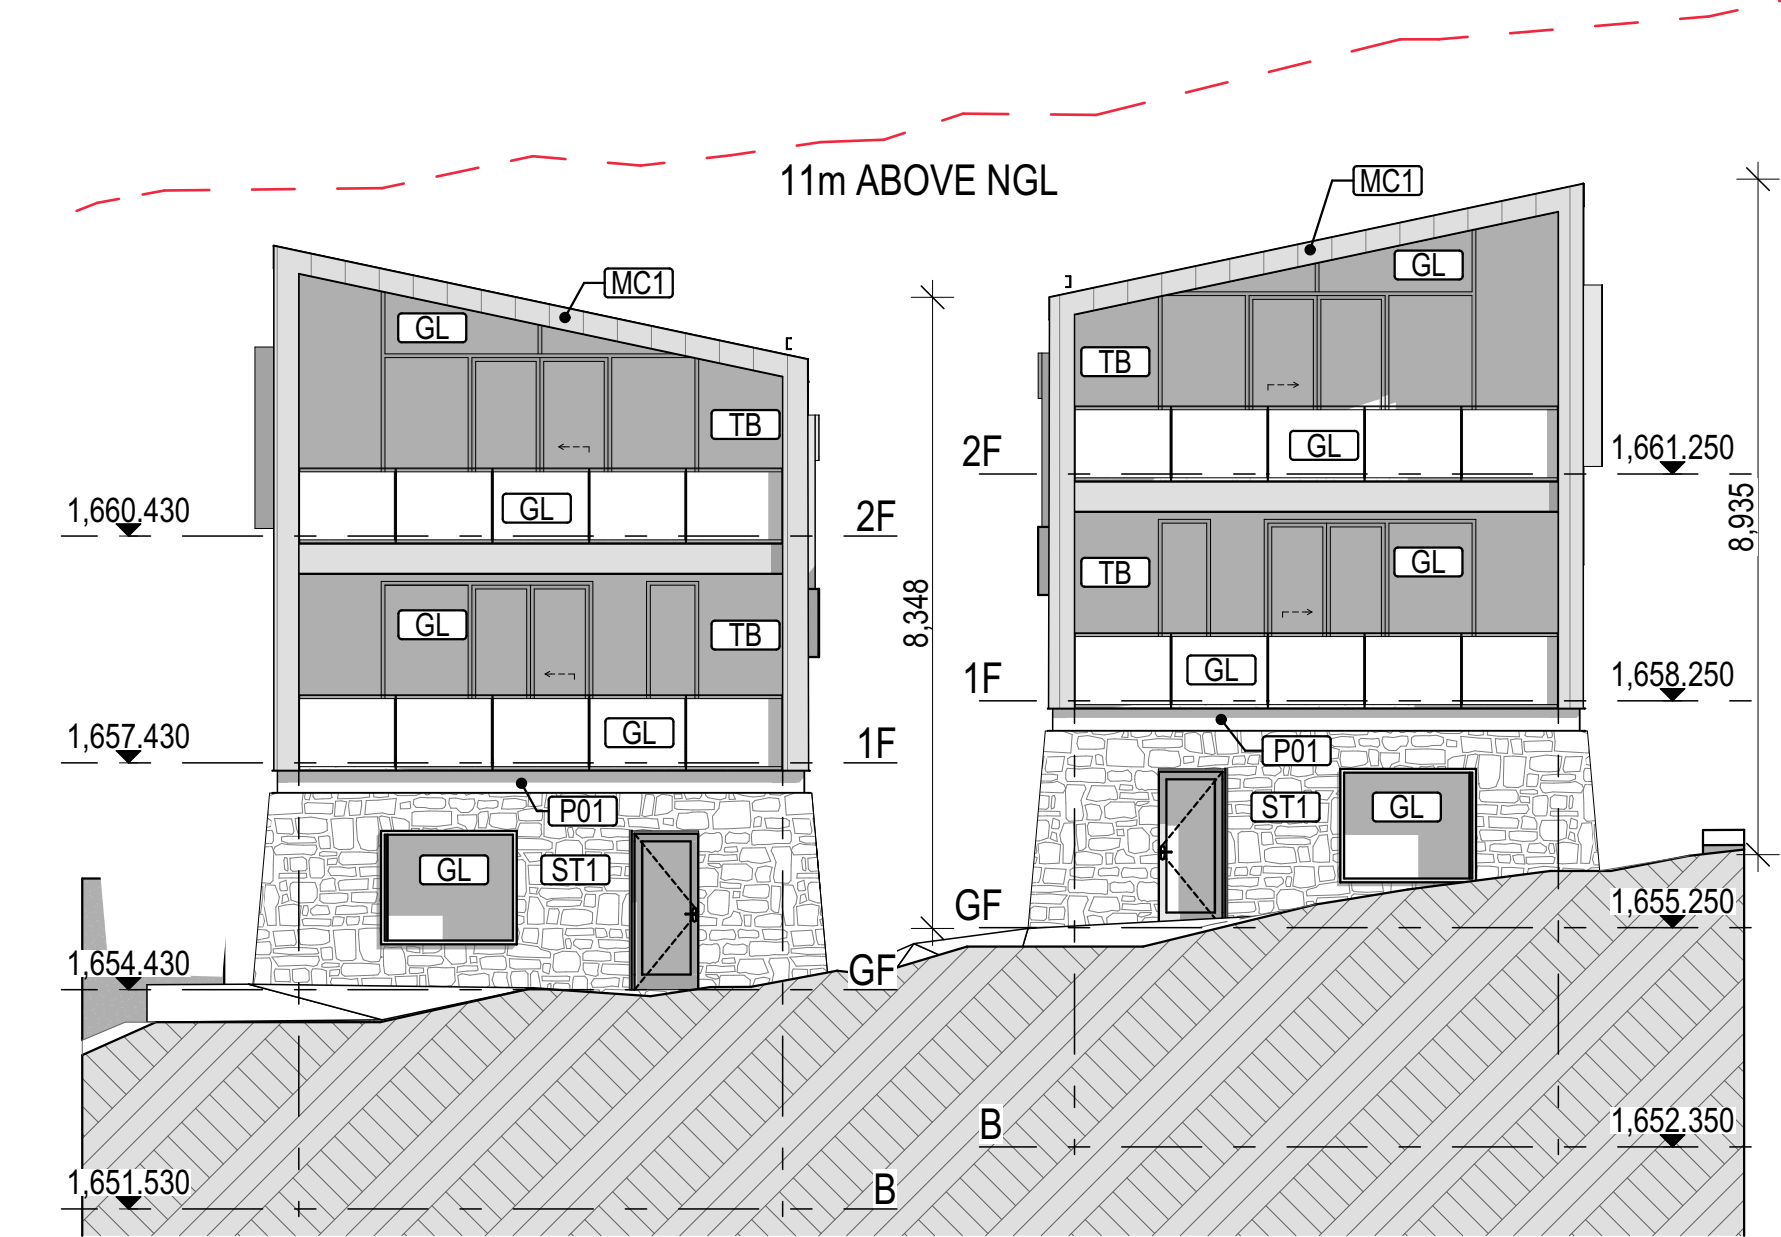 11m ABOVE NGL
MC1
MC1
GL
GL
TB
TB
GL
GL
2F
1,661.250
1,660.430
2F
8,935
TB
GL
8,348
GL
TB
GL
1F
1,658.250
1,657.430
GL
1F
P01
P01
ST1
GL
GL
ST1
GF
1,655.250
1,654.430
GF
B
1,652.350
1,651.530
B